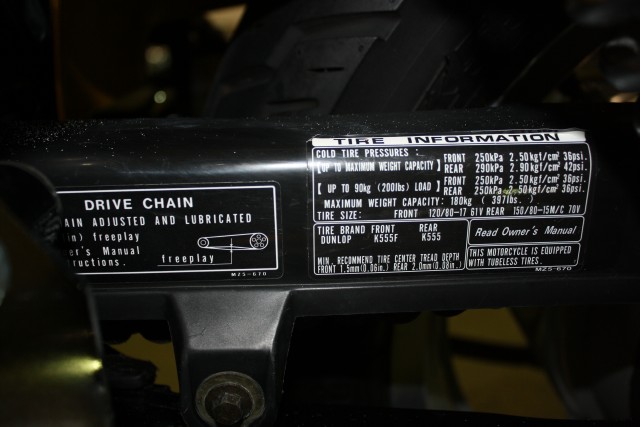 TIRE INFORMATION
COLD TIRE PRESSURES :
[UP TO MAXIMUM WEIGHT CAPACITY] FRONT 250kPa 2.50kgf/cm² 36psi.
REAR 290kPa 2.90kgf/cm² 42psi.
[UP TO 90kg (200lbs) LOAD] FRONT 250kPa 2.50kgf/cm² 36psi.
REAR 250kPa 2.50kgf/cm² 36psi.
MAXIMUM WEIGHT CAPACITY: 180kg ( 397lbs. )
TIRE SIZE: FRONT 120/80-17 61V REAR 150/80-15M/C 70V
TIRE BRAND FRONT REAR
DUNLOP K555F K555
MIN. RECOMMEND TIRE CENTER TREAD DEPTH
FRONT 1.5mm(0.06in.) REAR 2.0mm(0.08in.)
Read Owner's Manual
THIS MOTORCYCLE IS EQUIPPED
WITH TUBELESS TIRES.
MZ5-670
DRIVE CHAIN
AIN ADJUSTED AND LUBRICATED
in) freeplay
er's Manual
ructions.
freeplay
MZ5-670